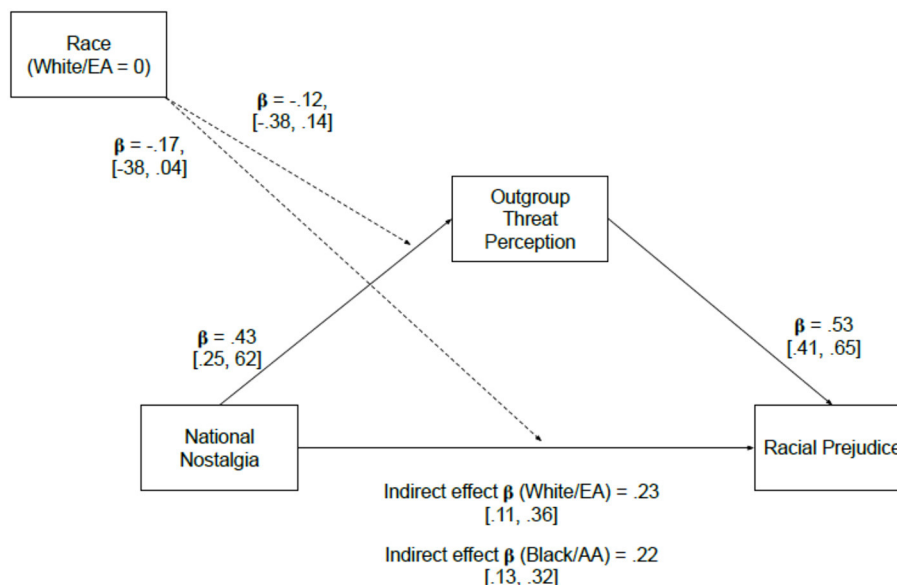 Race
(White/EA = 0)
β = -.12,
[-.38, .14]
β = -.17,
[-38, .04]
Outgroup
Threat
Perception
β = .43
[.25, 62]
β = .53
[.41, .65]
National
Nostalgia
Racial Prejudice
Indirect effect β (White/EA) = .23
[.11, .36]
Indirect effect β (Black/AA) = .22
[.13, .32]